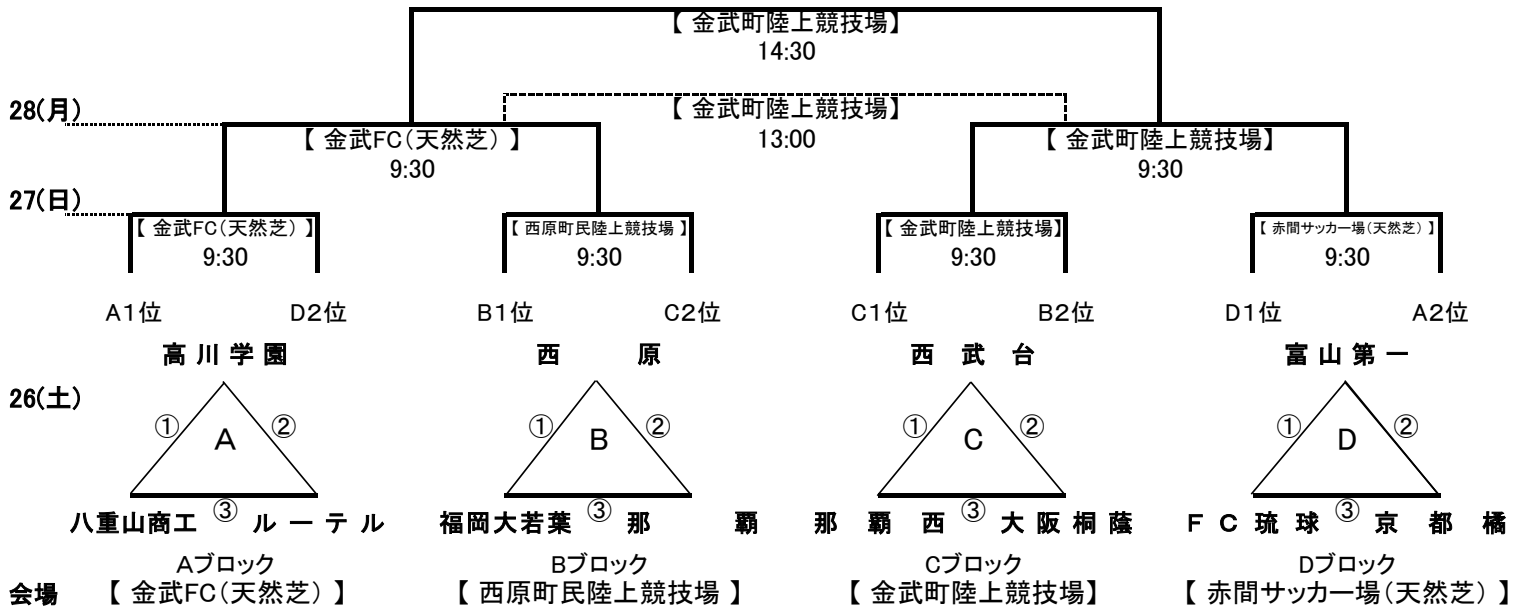 【 金武町陸上競技場】
14:30
28(月)
【 金武町陸上競技場】
13:00
【 金武FC(天然芝) 】 【 金武町陸上競技場】
9:30 9:30
27(日)
【 金武FC(天然芝) 】 【 西原町民陸上競技場 】 【 金武町陸上競技場】 【 赤間サッカー場(天然芝) 】
9:30 9:30 9:30 9:30
A1位 D2位 B1位 C2位 C1位 B2位 D1位 A2位
高川学園 西原 西武台 富山第一
26(土)
① A ② ① B ② ① C ② ① D ②
八重山商工 ③ ルーテル 福岡大若葉 ③ 那覇 那覇西 ③ 大阪桐蔭 FC琉球 ③ 京都橘
Aブロック Bブロック Cブロック Dブロック
会場 【 金武FC(天然芝) 】 【 西原町民陸上競技場 】 【 金武町陸上競技場】 【 赤間サッカー場(天然芝) 】